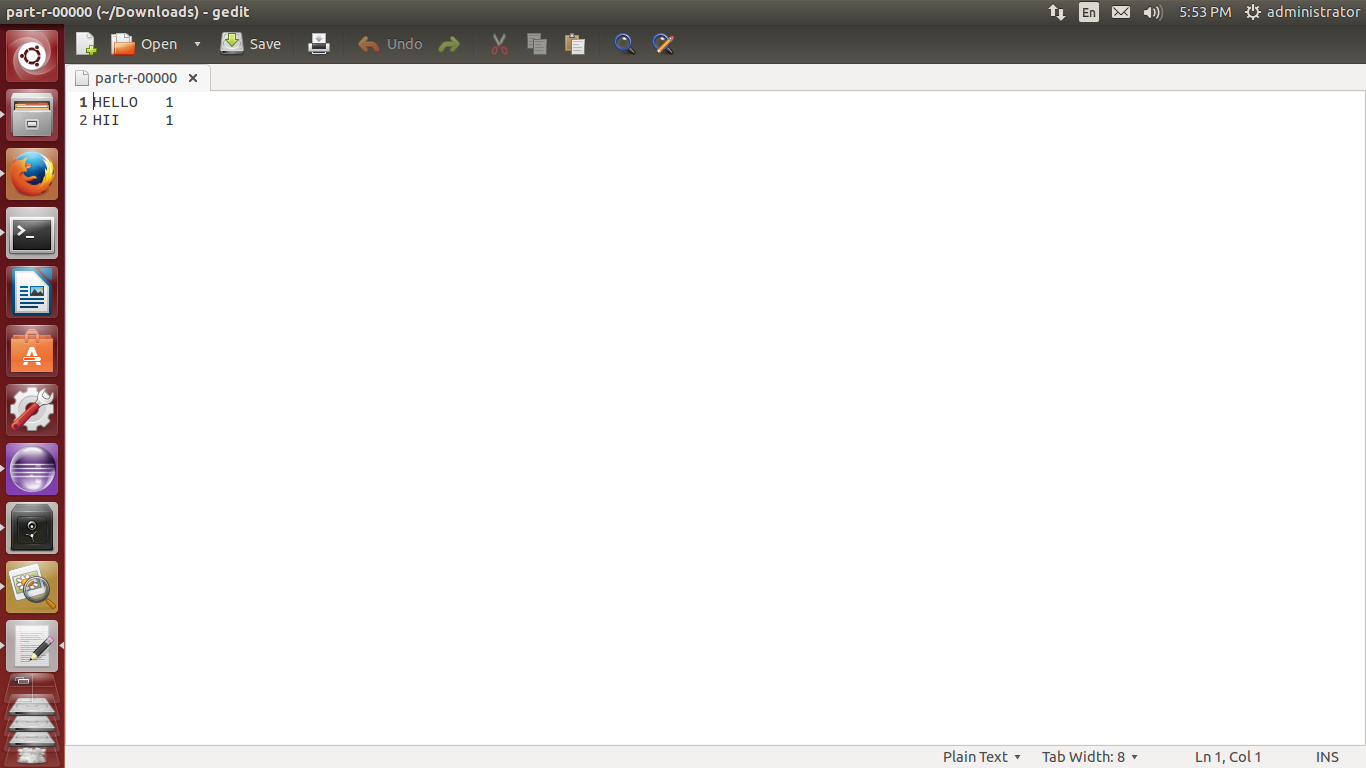 part-r-00000 (~/Downloads) - gedit En 5:53 PM administrator
Open Save Undo
part-r-00000
1 HELLO 1
2 HII 1
Plain Text Tab Width: 8 Ln 1, Col 1 INS